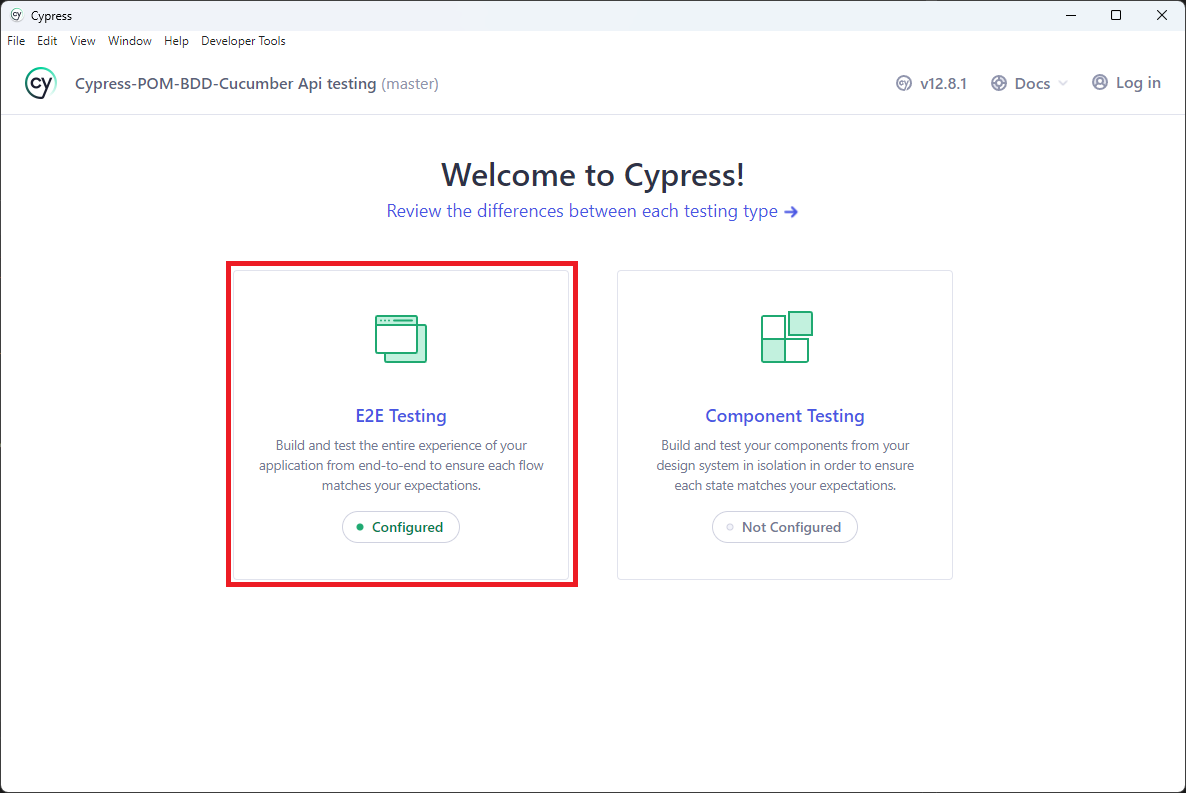 Cypress
File Edit View Window Help Developer Tools
cy Cypress-POM-BDD-Cucumber Api testing (master) v12.8.1 Docs Log in
Welcome to Cypress!
Review the differences between each testing type →
E2E Testing
Build and test the entire experience of your
application from end-to-end to ensure each flow
matches your expectations.
Configured
Component Testing
Build and test your components from your
design system in isolation in order to ensure
each state matches your expectations.
Not Configured